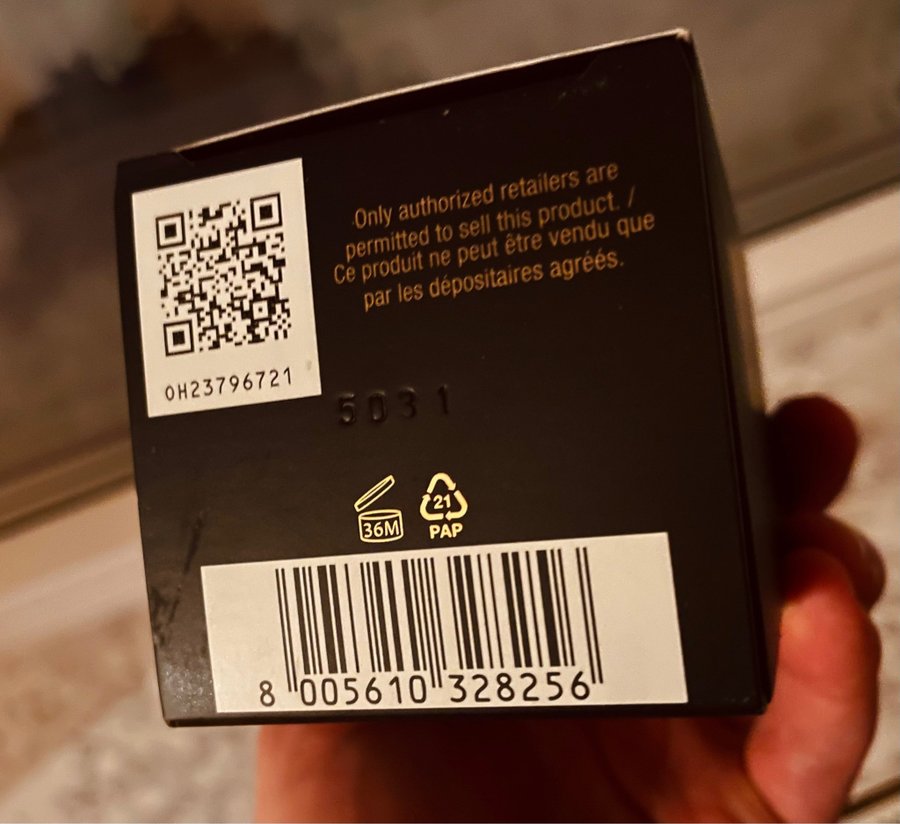 Only authorized retailers are
permitted to sell this product. /
Ce produit ne peut être vendu que
par les dépositaires agréés.
0H23796721
5031
36M
21
PAP
8 005610 328256